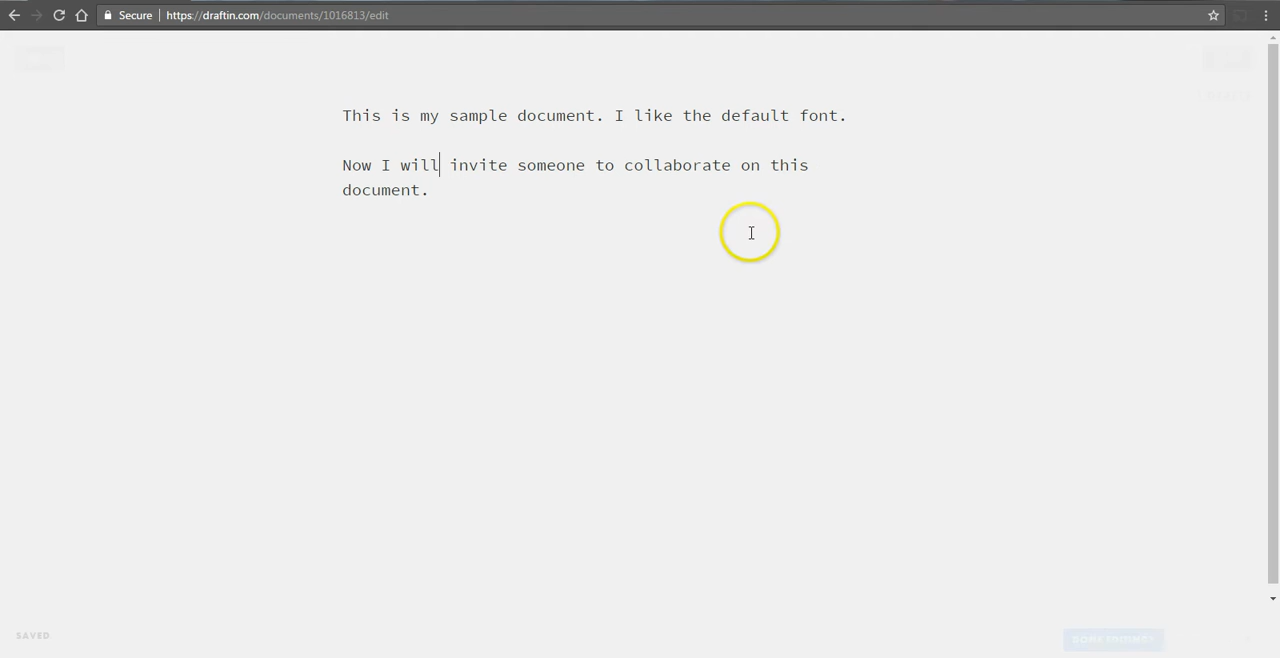 Secure
https://draftin.com/documents/1016813/edit
This is my sample document. I like the default font.
Now I will invite someone to collaborate on this
document.
SAVED